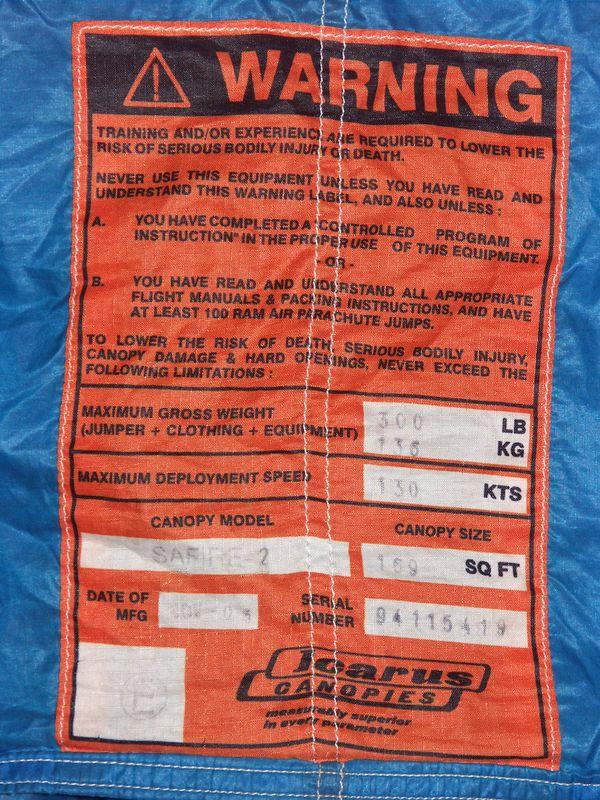 WARNING
TRAINING AND/OR EXPERIENCE ARE REQUIRED TO LOWER THE
RISK OF SERIOUS BODILY INJURY OR DEATH.
NEVER USE THIS EQUIPMENT UNLESS YOU HAVE READ AND
UNDERSTAND THIS WARNING LABEL, AND ALSO UNLESS :
A. YOU HAVE COMPLETED A "CONTROLLED PROGRAM OF
INSTRUCTION" IN THE PROPER USE OF THIS EQUIPMENT.
- OR -
B. YOU HAVE READ AND UNDERSTAND ALL APPROPRIATE
FLIGHT MANUALS & PACKING INSTRUCTIONS, AND HAVE
AT LEAST 100 RAM AIR PARACHUTE JUMPS.
TO LOWER THE RISK OF DEATH, SERIOUS BODILY INJURY,
CANOPY DAMAGE & HARD OPENINGS, NEVER EXCEED THE
FOLLOWING LIMITATIONS :
MAXIMUM GROSS WEIGHT 300 LB
(JUMPER + CLOTHING + EQUIPMENT) 136 KG
MAXIMUM DEPLOYMENT SPEED 130 KTS
CANOPY MODEL CANOPY SIZE
SAFIRE-2 169 SQ FT
DATE OF SERIAL
MFG NUMBER 94115419
Icarus
CANOPIES
measurably superior
in every parameter